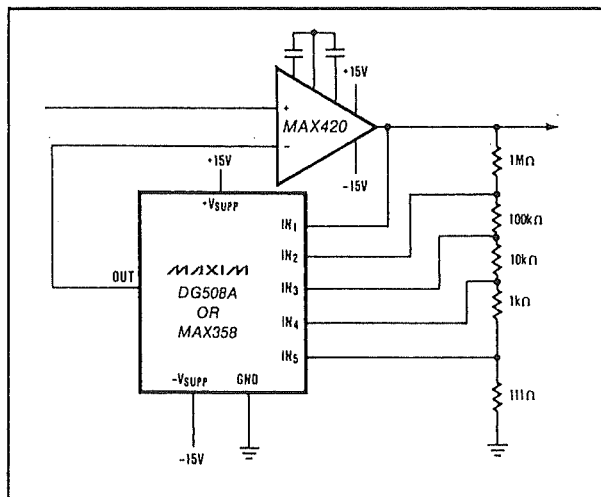 +15V
MAX420
+
−
-15V
1MΩ
+15V
+VSUPP
IN1
IN2
100kΩ
MAXIM
OUT
IN3
10kΩ
DG508A
OR
MAX358
IN4
1kΩ
IN5
-VSUPP
GND
111Ω
-15V